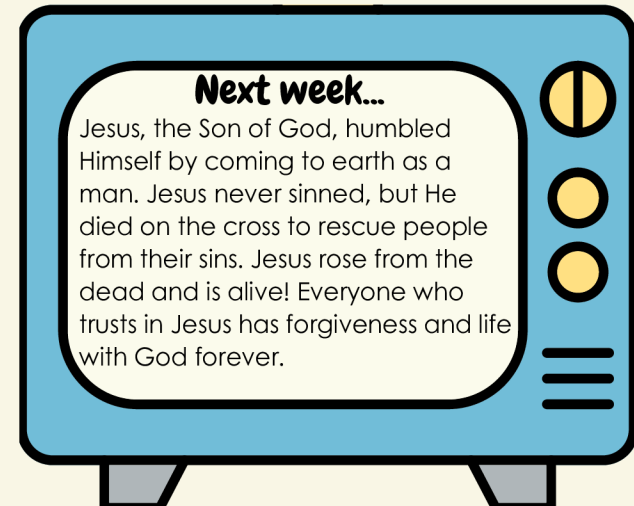 Next week...
Jesus, the Son of God, humbled
Himself by coming to earth as a
man. Jesus never sinned, but He
died on the cross to rescue people
from their sins. Jesus rose from the
dead and is alive! Everyone who
trusts in Jesus has forgiveness and life
with God forever.